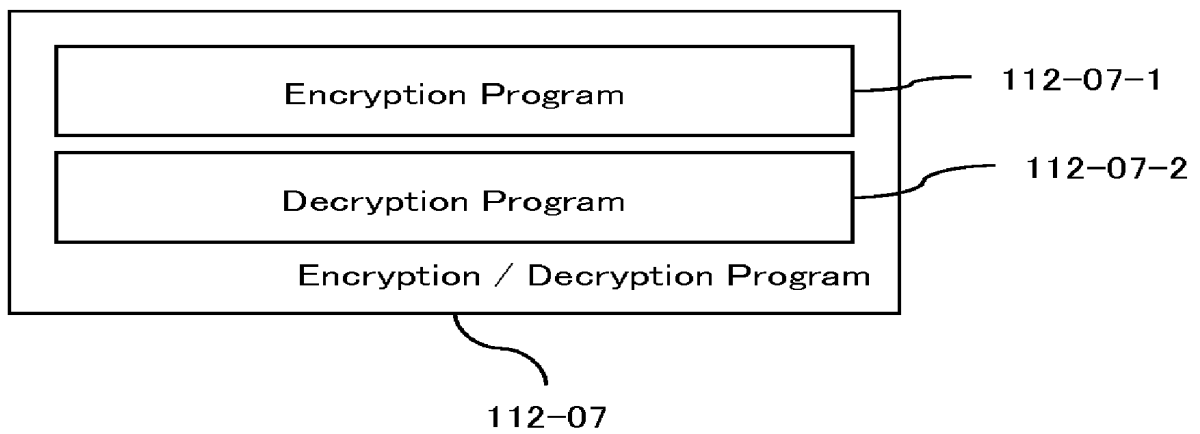 Encryption Program
112-07-1
Decryption Program
112-07-2
Encryption / Decryption Program
112-07